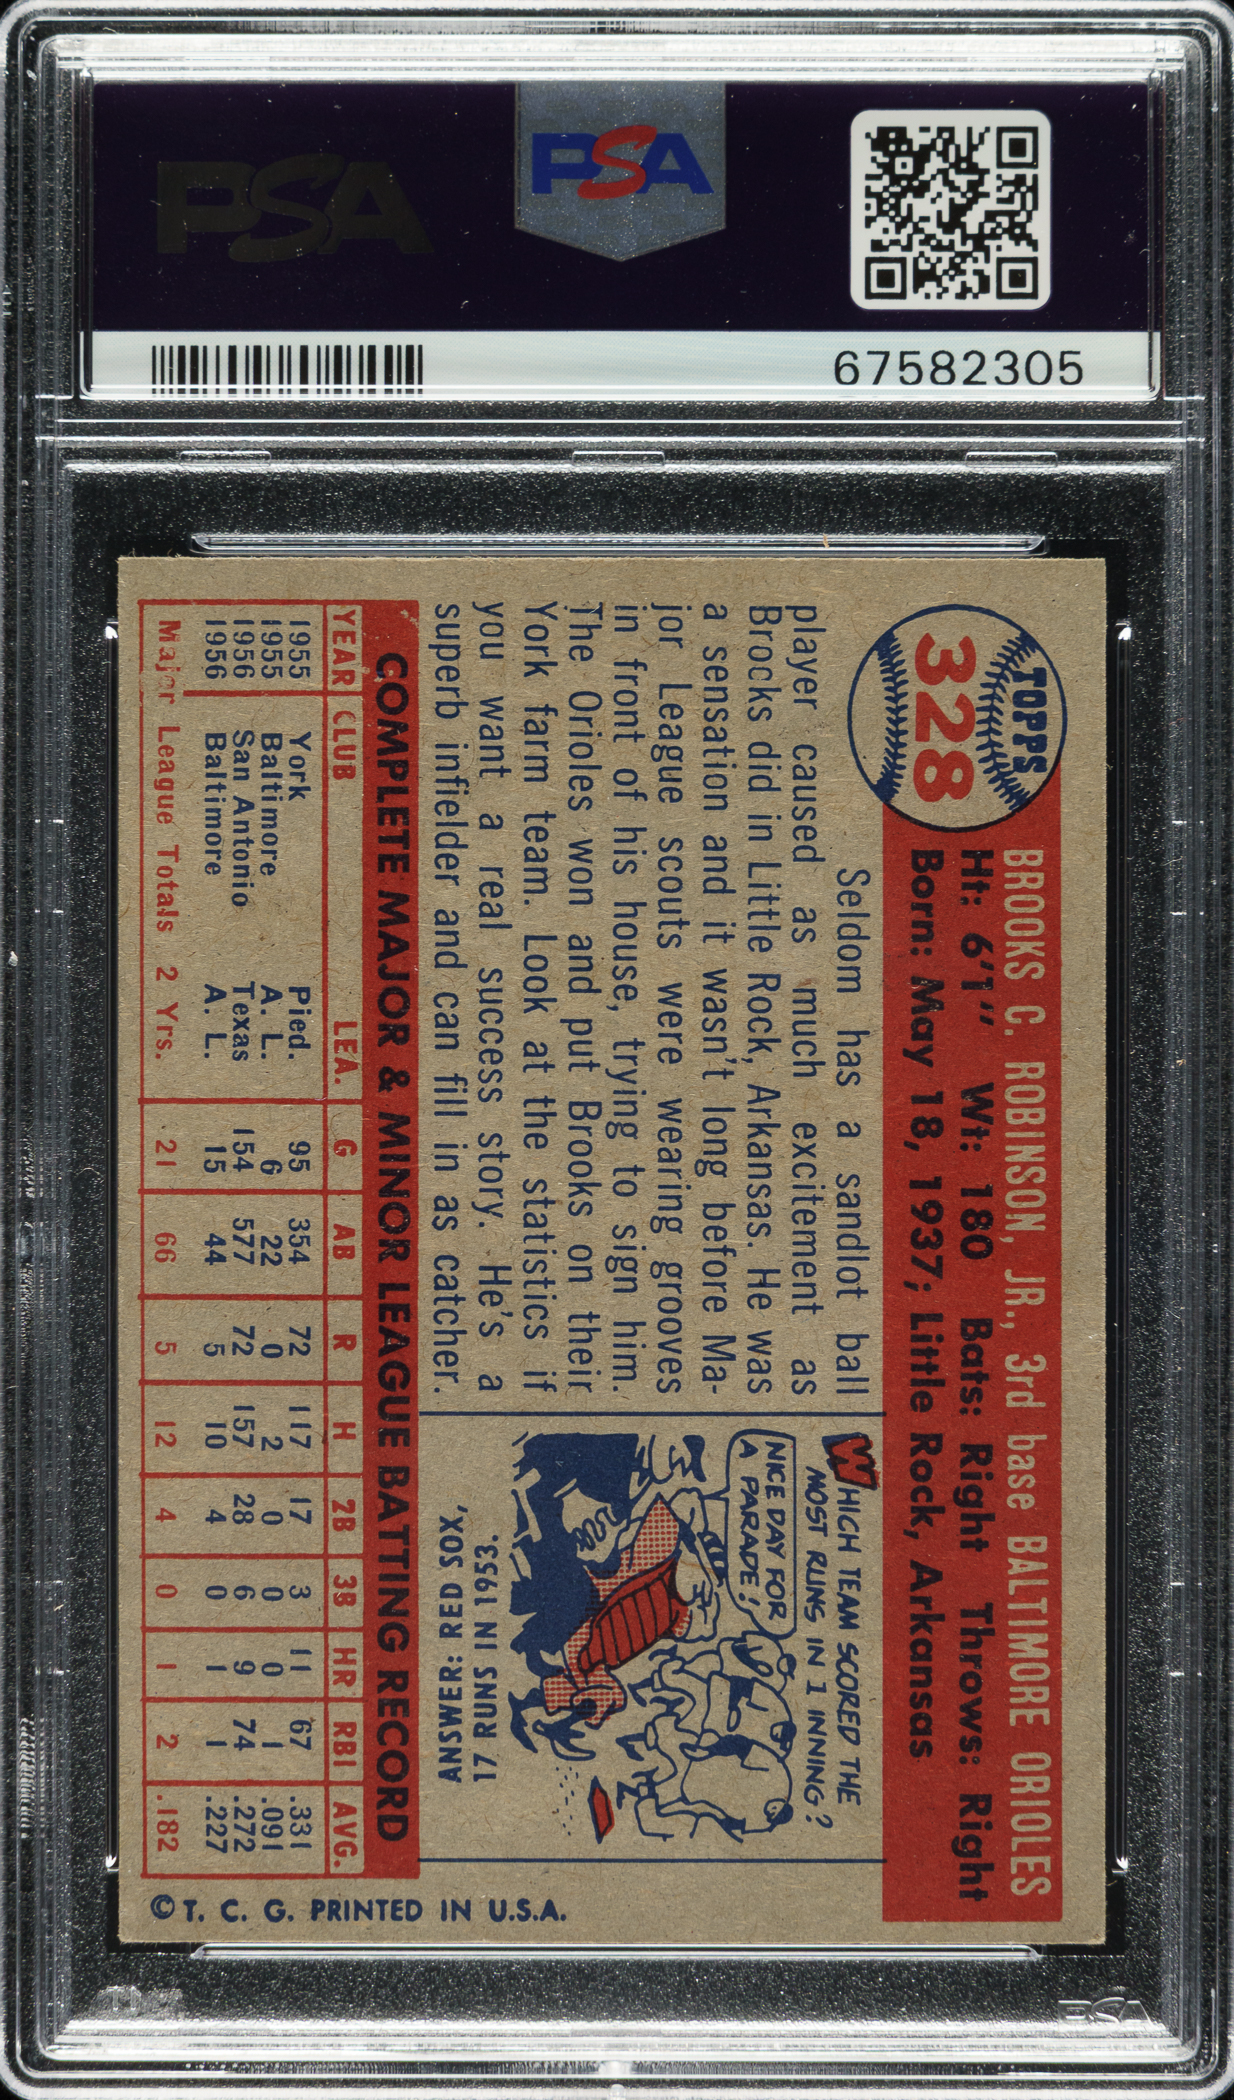 PSA
PSA
67582305
TOPPS
328
BROOKS C. ROBINSON, JR., 3rd base BALTIMORE ORIOLES
Ht: 6'1" Wt: 180 Bats: Right Throws: Right
Born: May 18, 1937; Little Rock, Arkansas
Seldom has a sandlot ball
player caused as much excitement as
Brocks did in Little Rock, Arkansas. He was
a sensation and it wasn't long before Ma-
jor League scouts were wearing grooves
in front of his house, trying to sign him.
The Orioles won and put Brooks on their
York farm team. Look at the statistics if
you want a real success story. He's a
superb infielder and can fill in as catcher.
WHICH TEAM SCORED THE
MOST RUNS IN 1 INNING?
NICE DAY FOR
A PARADE!
ANSWER: RED SOX,
17 RUNS IN 1953.
COMPLETE MAJOR & MINOR LEAGUE BATTING RECORD
YEAR CLUB LEA. G AB R H 2B 3B HR RBI AVG.
1955 York Pied. 95 354 72 117 17 3 11 67 .331
1955 Baltimore A. L. 6 22 0 2 0 0 0 1 .091
1956 San Antonio Texas 154 577 72 157 28 6 9 74 .272
1956 Baltimore A. L. 15 44 5 10 4 0 1 1 .227
Major League Totals 2 Yrs. 21 66 5 12 4 0 1 2 .182
© T. C. G. PRINTED IN U.S.A.
PSA